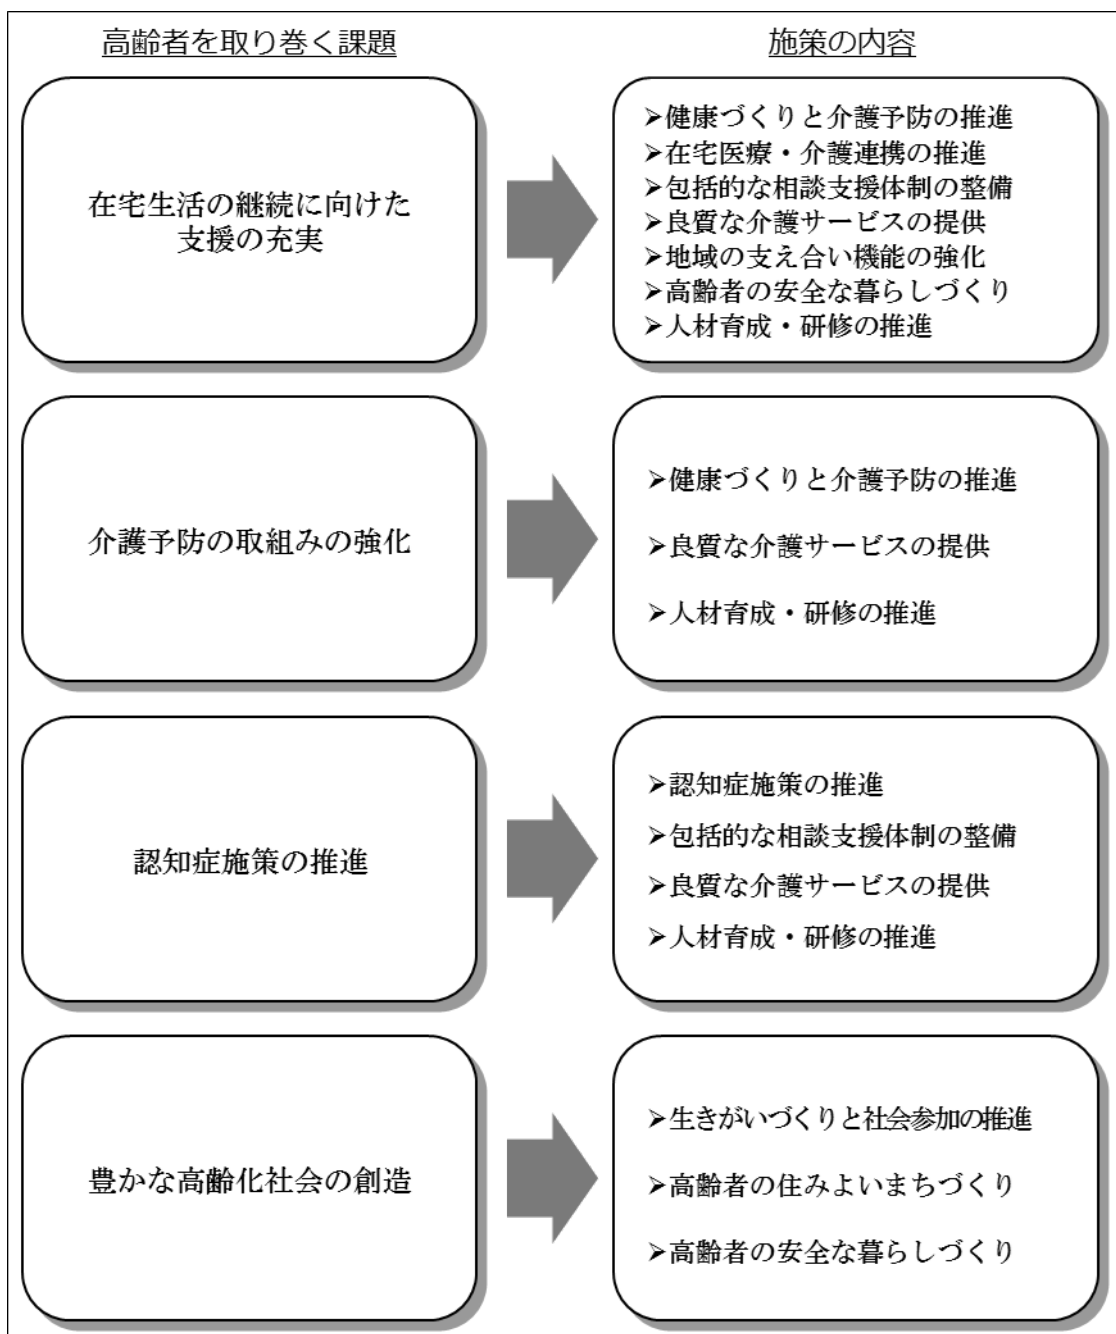 高齢者を取り巻く課題
施策の内容
在宅生活の継続に向けた
支援の充実
➢健康づくりと介護予防の推進
➢在宅医療・介護連携の推進
➢包括的な相談支援体制の整備
➢良質な介護サービスの提供
➢地域の支え合い機能の強化
➢高齢者の安全な暮らしづくり
➢人材育成・研修の推進
介護予防の取組みの強化
➢健康づくりと介護予防の推進
➢良質な介護サービスの提供
➢人材育成・研修の推進
認知症施策の推進
➢認知症施策の推進
➢包括的な相談支援体制の整備
➢良質な介護サービスの提供
➢人材育成・研修の推進
豊かな高齢化社会の創造
➢生きがいづくりと社会参加の推進
➢高齢者の住みよいまちづくり
➢高齢者の安全な暮らしづくり